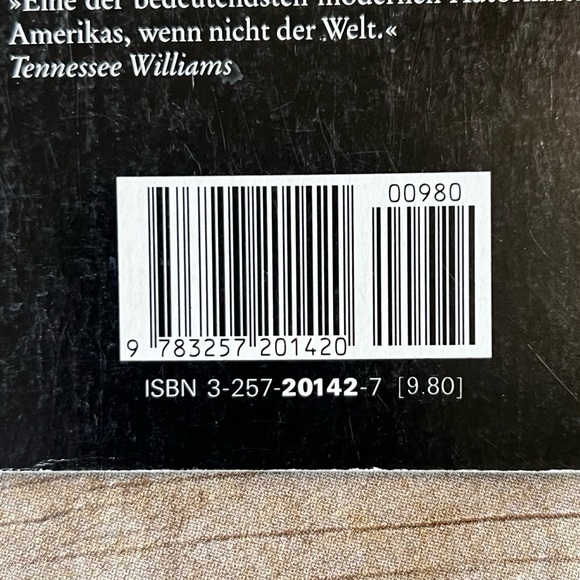 »Eine der bedeutendsten modernen
Amerikas, wenn nicht der Welt.«
Tennessee Williams
00980
9 783257 201420
ISBN 3-257-20142-7 [9.80]